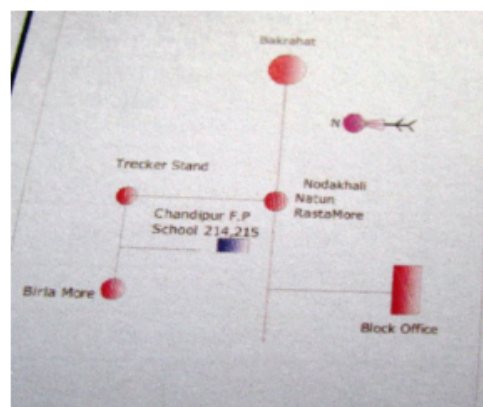 Bakrahat
N
Trecker Stand
Nodakhali
Natun
RastaMore
Chandipur F.P
School 214,215
Birla More
Block Office